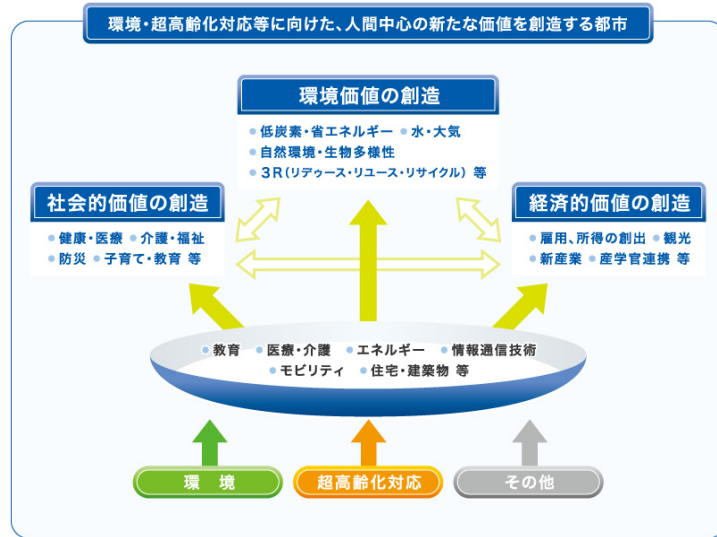 環境・超高齢化対応等に向けた、人間中心の新たな価値を創造する都市
環境価値の創造
低炭素・省エネルギー 水・大気
自然環境・生物多様性
3R(リデゥース・リユース・リサイクル) 等
社会的価値の創造
健康・医療 介護・福祉
防災 子育て・教育 等
経済的価値の創造
雇用、所得の創出 観光
新産業 産学官連携 等
教育 医療・介護 エネルギー 情報通信技術
モビリティ 住宅・建築物 等
環 境
超高齢化対応
その他